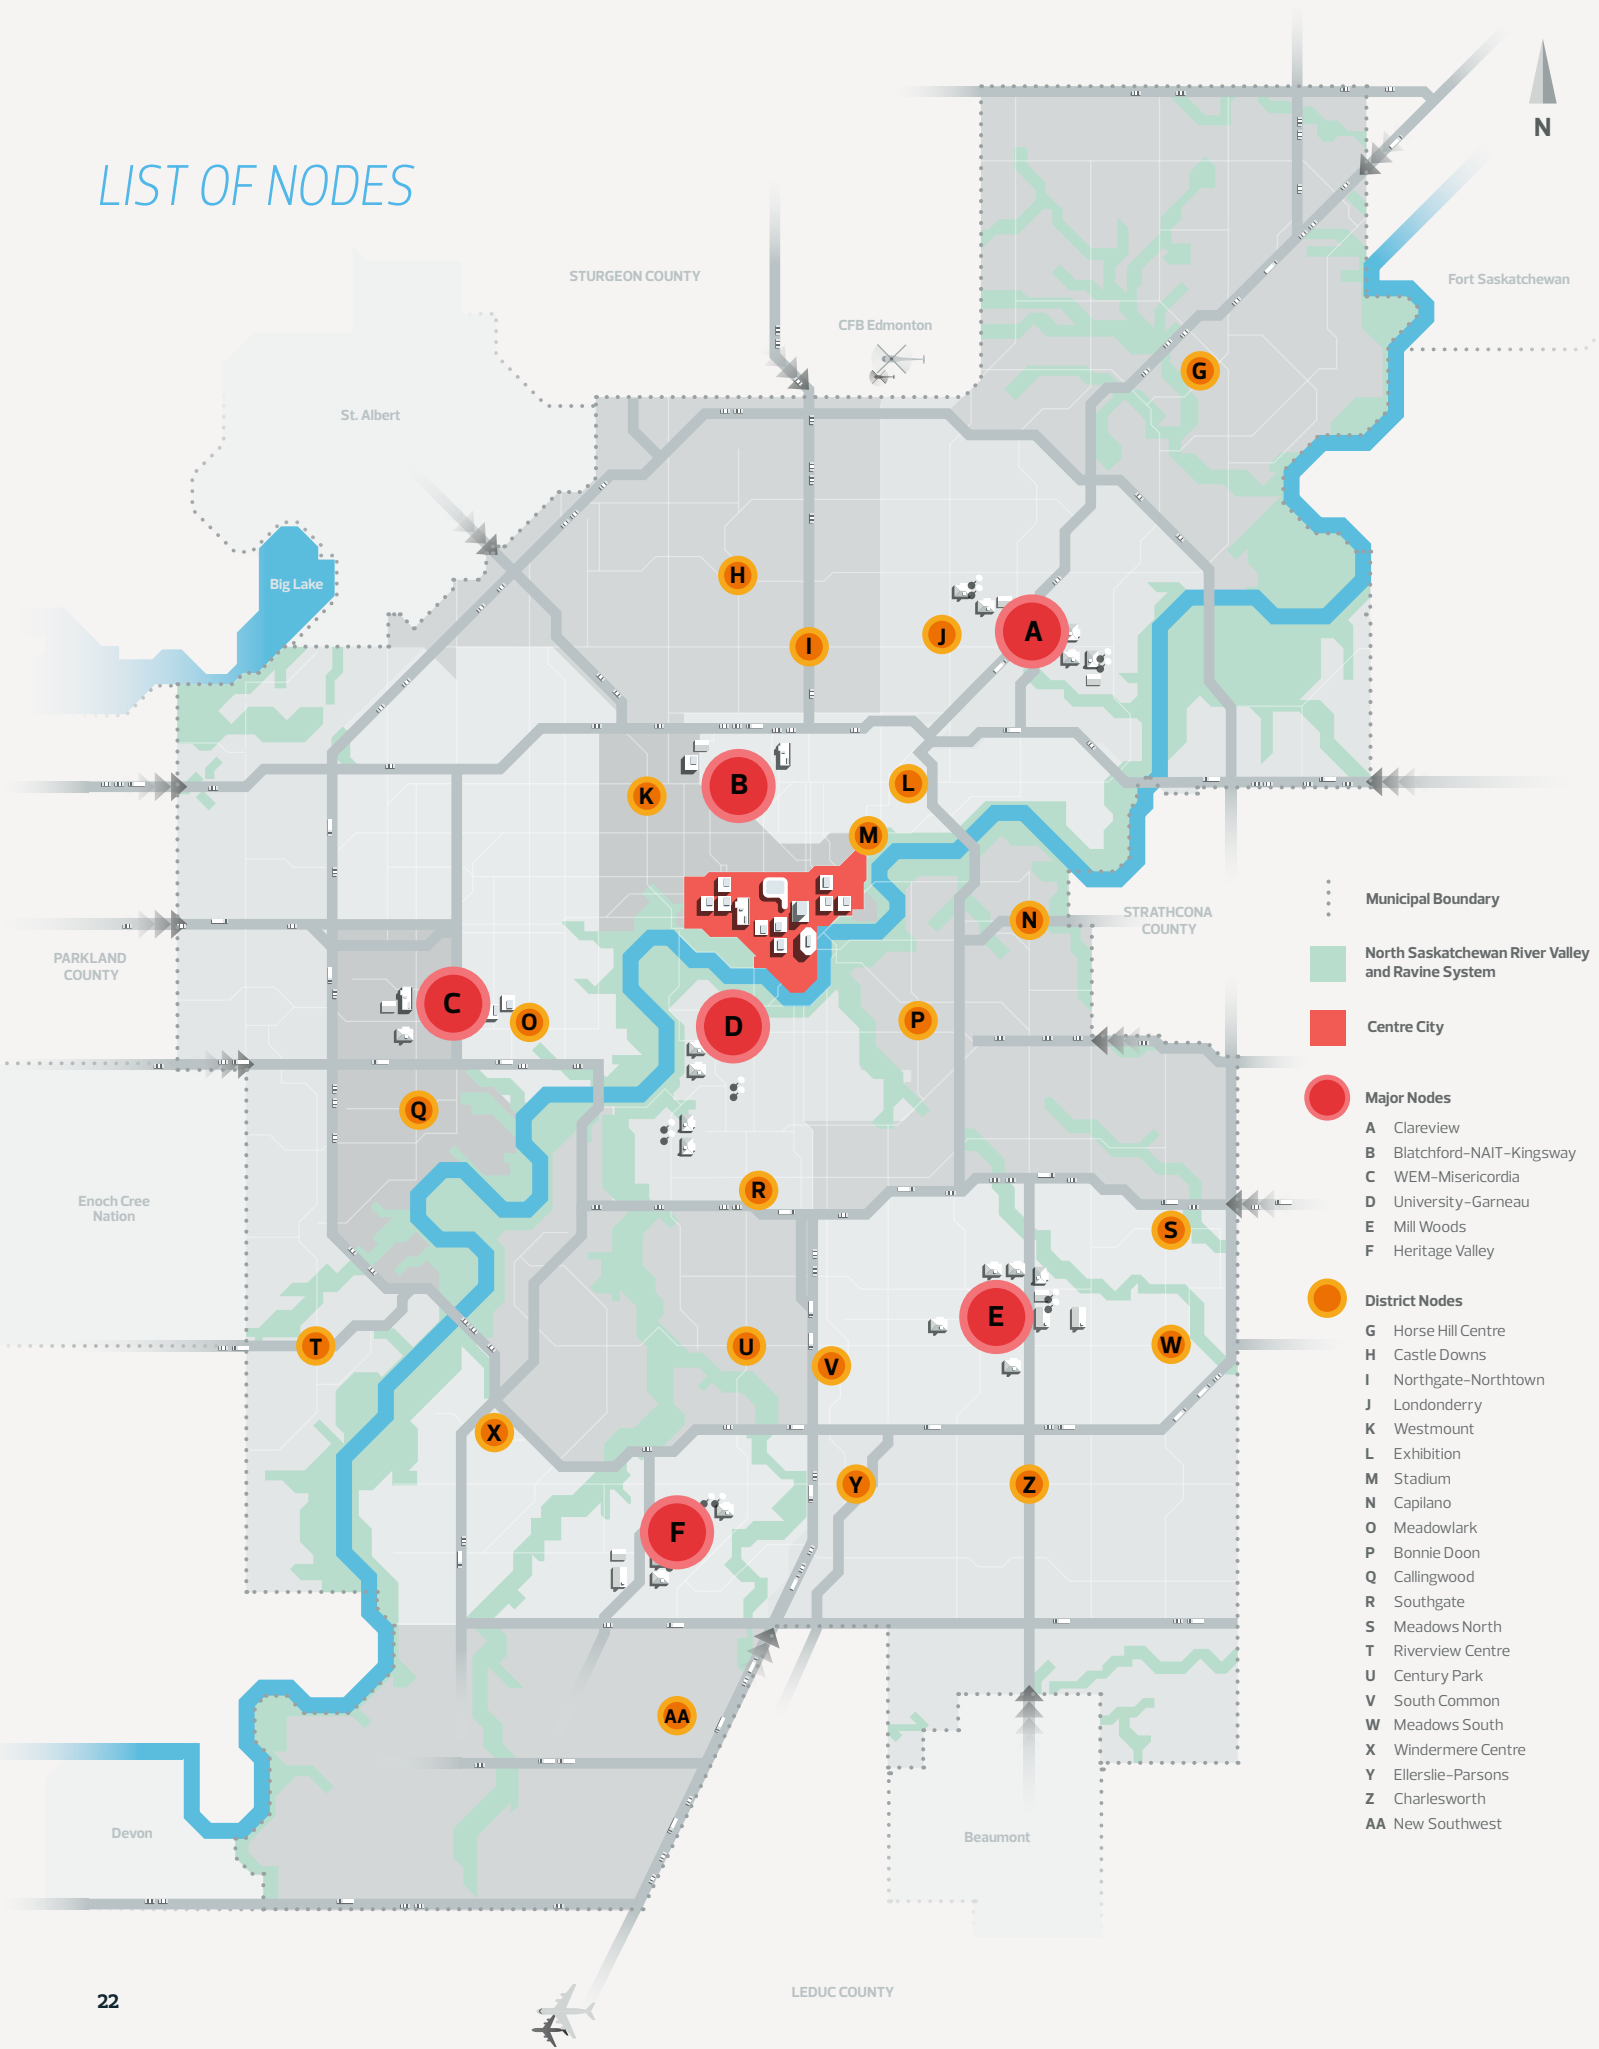 N
LIST OF NODES
STURGEON COUNTY
Fort Saskatchewan
CFB Edmonton
G
St. Albert
H
Big Lake
I
J
A
K
B
L
M
STRATHCONA
COUNTY
N
PARKLAND
COUNTY
C
O
D
P
Q
Enoch Cree
Nation
R
S
E
T
U
V
W
X
Y
Z
F
AA
Devon
Beaumont
LEDUC COUNTY
Municipal Boundary
North Saskatchewan River Valley
and Ravine System
Centre City
Major Nodes
A Clareview
B Blatchford-NAIT-Kingsway
C WEM-Misericordia
D University-Garneau
E Mill Woods
F Heritage Valley
District Nodes
G Horse Hill Centre
H Castle Downs
I Northgate-Northtown
J Londonderry
K Westmount
L Exhibition
M Stadium
N Capilano
O Meadowlark
P Bonnie Doon
Q Callingwood
R Southgate
S Meadows North
T Riverview Centre
U Century Park
V South Common
W Meadows South
X Windermere Centre
Y Ellerslie-Parsons
Z Charlesworth
AA New Southwest
22